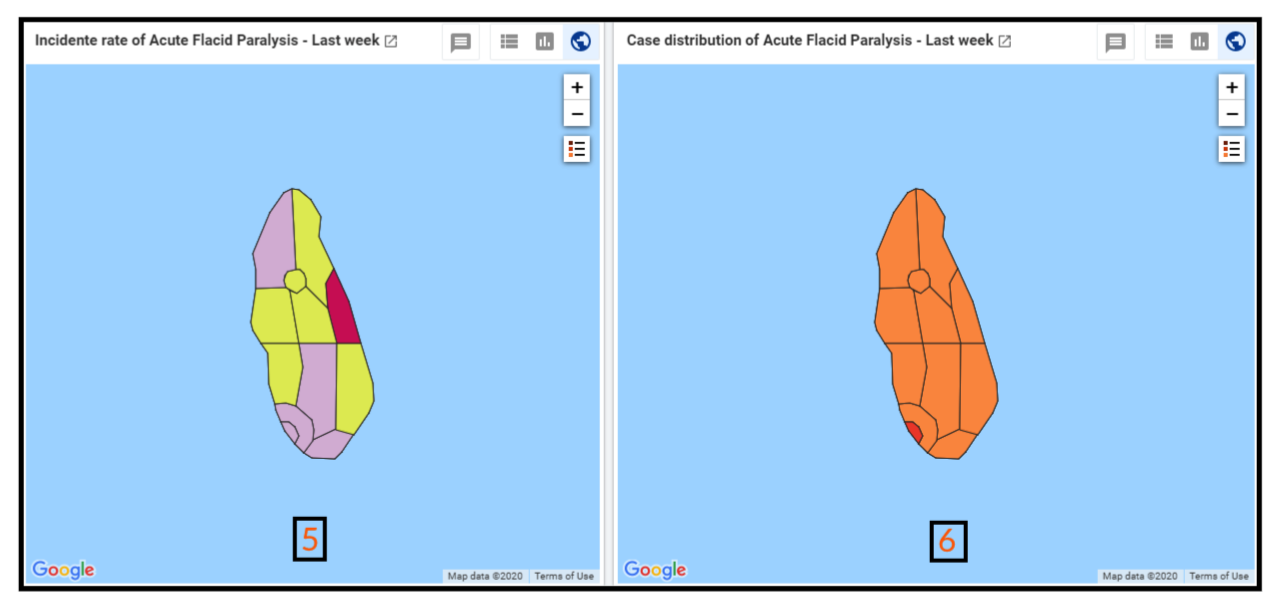 Incidente rate of Acute Flacid Paralysis - Last week
Case distribution of Acute Flacid Paralysis - Last week
+
−
+
−
5
6
Google
Map data ©2020 Terms of Use
Google
Map data ©2020 Terms of Use